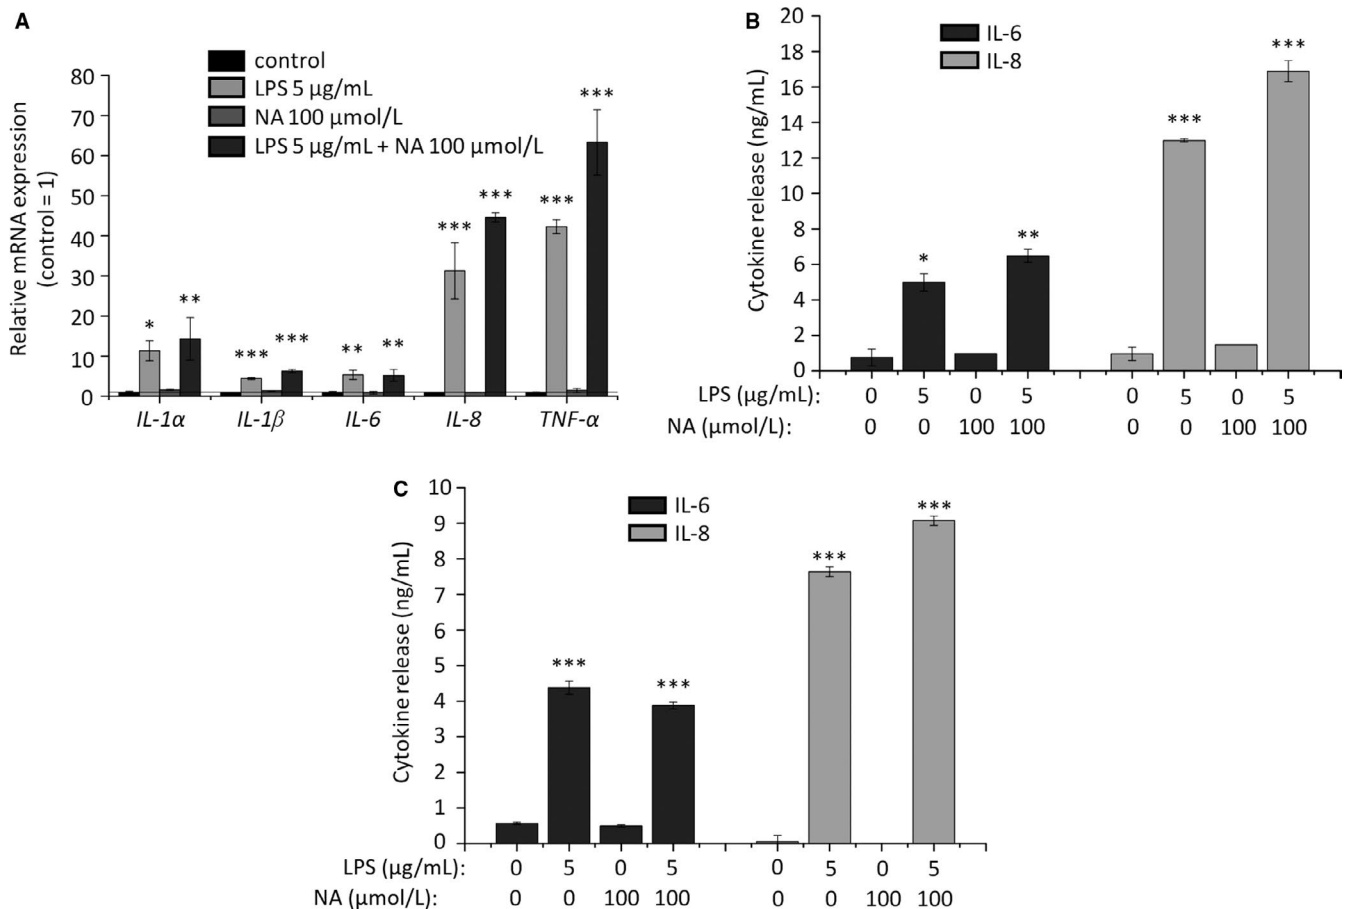 A
control
LPS 5 µg/mL
NA 100 µmol/L
LPS 5 µg/mL + NA 100 µmol/L
Relative mRNA expression
(control = 1)
80
70
60
50
40
30
20
10
0
*
**
***
***
**
**
***
***
***
***
IL-1α
IL-1β
IL-6
IL-8
TNF-α
B
IL-6
IL-8
Cytokine release (ng/mL)
20
18
16
14
12
10
8
6
4
2
0
*
**
***
***
LPS (µg/mL): 0 5 0 5 0 5 0 5
NA (µmol/L): 0 0 100 100 0 0 100 100
C
IL-6
IL-8
Cytokine release (ng/mL)
10
9
8
7
6
5
4
3
2
1
0
***
***
***
***
LPS (µg/mL): 0 5 0 5 0 5 0 5
NA (µmol/L): 0 0 100 100 0 0 100 100